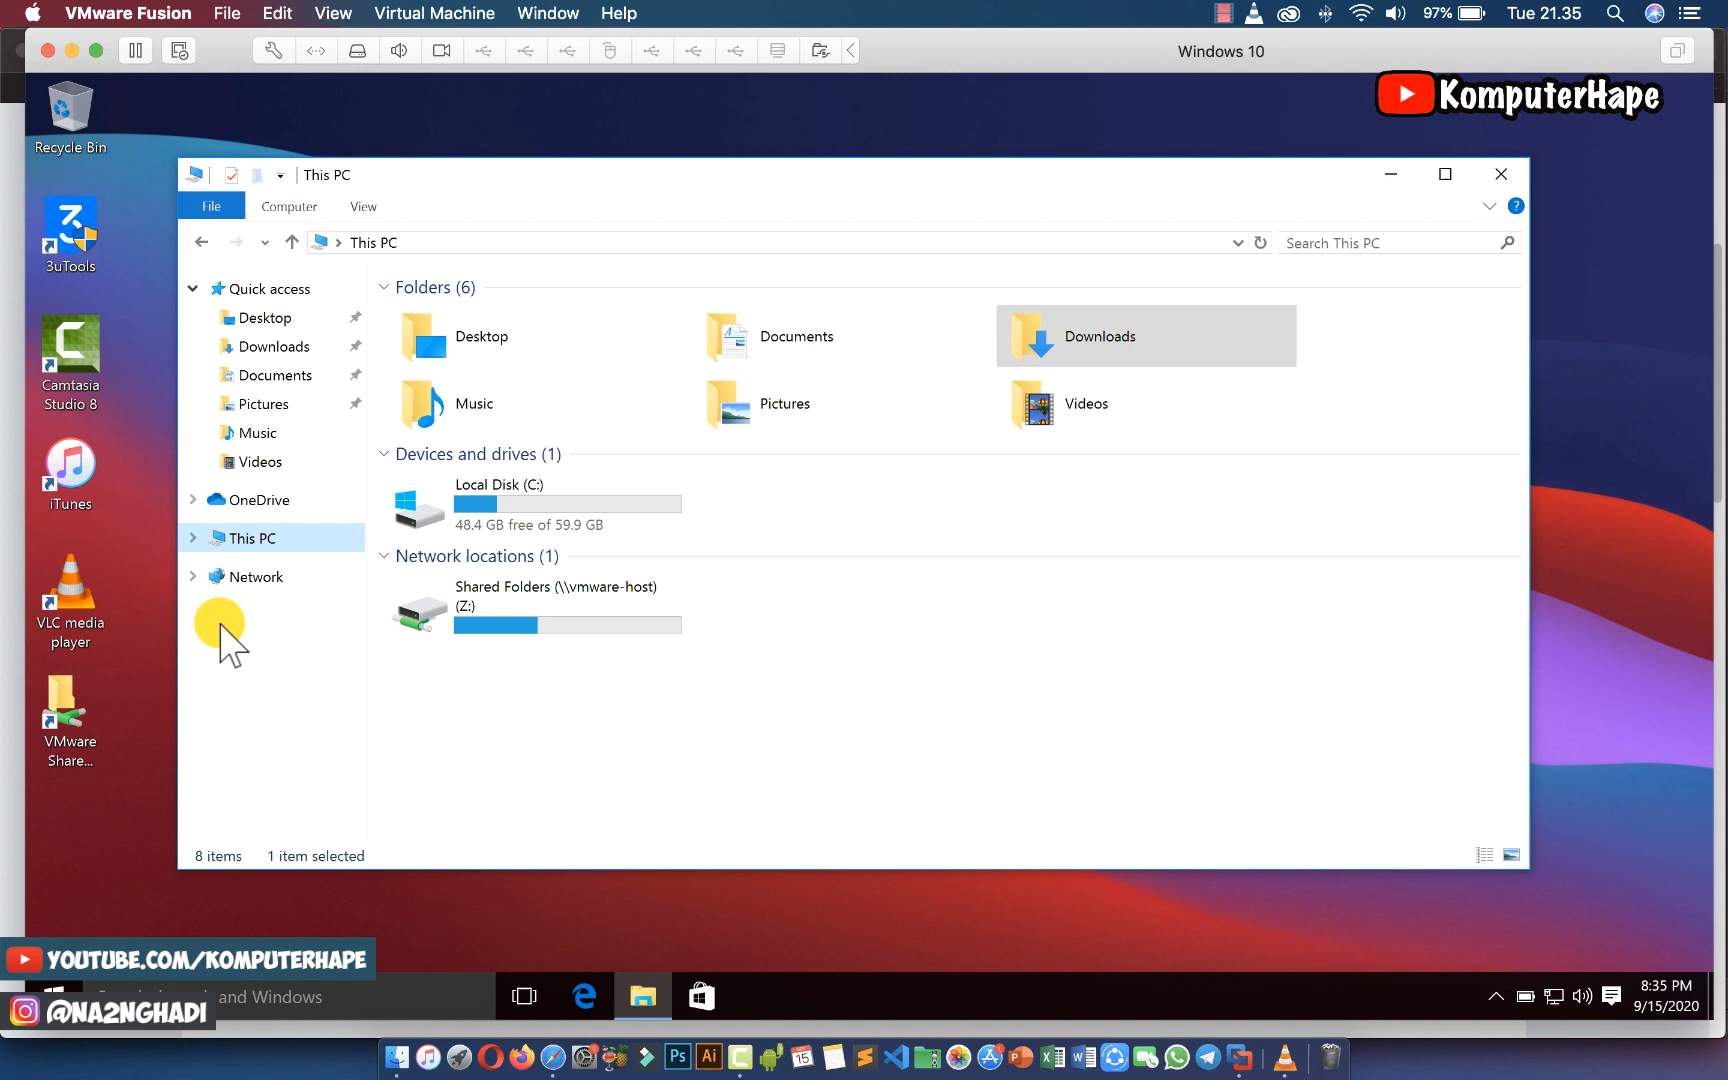 VMware Fusion File Edit View Virtual Machine Window Help 97% Tue 21.35
Windows 10
KomputerHape
Recycle Bin
3uTools
Camtasia
Studio 8
iTunes
VLC media
player
VMware
Share...
This PC
File Computer View
This PC
Search This PC
Quick access
Desktop
Downloads
Documents
Pictures
Music
Videos
OneDrive
This PC
Network
Folders (6)
Desktop
Documents
Downloads
Music
Pictures
Videos
Devices and drives (1)
Local Disk (C:)
48.4 GB free of 59.9 GB
Network locations (1)
Shared Folders (\\vmware-host)
(Z:)
8 items 1 item selected
YOUTUBE.COM/KOMPUTERHAPE
and Windows
@NA2NGHADI
8:35 PM
9/15/2020
Ps
Ai
15